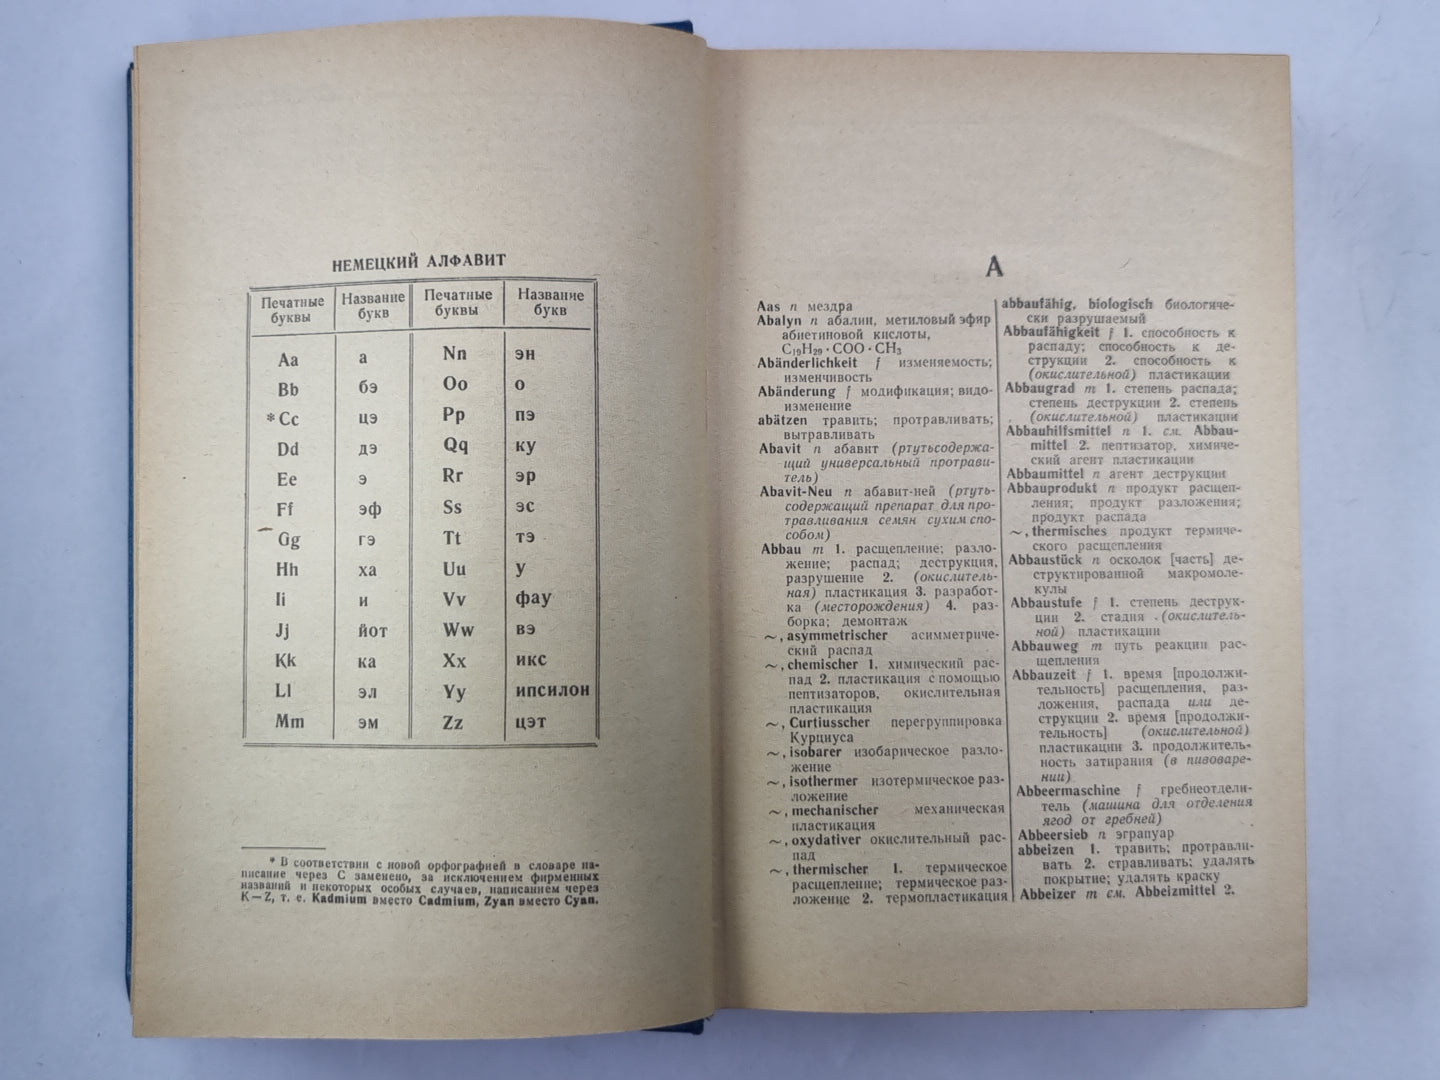 НЕМЕЦКИЙ АЛФАВИТ
Печатные буквы Название букв Печатные буквы Название букв
Aa а Nn эн
Bb бэ Oo о
*Cc цэ Pp пэ
Dd дэ Qq ку
Ee э Rr эр
Ff эф Ss эс
Gg гэ Tt тэ
Hh ха Uu у
Ii и Vv фау
Jj йот Ww вэ
Kk ка Xx икс
Ll эл Yy ипсилон
Mm эм Zz цэт
* В соответствии с новой орфографией в словаре на-
писание через C заменено, за исключением фирменных
названий и некоторых особых случаев, написанием через
K—Z, т. е. Kadmium вместо Cadmium, Zyan вместо Cyan.
A
Aas n мездра
Abalyn n абалин, метиловый эфир
абиетиновой кислоты,
C₁₉H₂₉·COO·CH₃
Abänderlichkeit f изменяемость;
изменчивость
Abänderung f модификация; видо-
изменение
abätzen травить; протравливать;
вытравливать
Abavit n абавит (ртутьсодержа-
щий универсальный протрави-
тель)
Abavit-Neu n абавит-ней (ртуть-
содержащий препарат для про-
травливания семян сухим спо-
собом)
Abbau m 1. расщепление; разло-
жение; распад; деструкция,
разрушение 2. (окислитель-
ная) пластикация 3. разработ-
ка (месторождения) 4. раз-
борка; демонтаж
~, asymmetrischer асимметриче-
ский распад
~, chemischer 1. химический рас-
пад 2. пластикация с помощью
пептизаторов, окислительная
пластикация
~, Curtiusscher перегруппировка
Курциуса
~, isobarer изобарическое разло-
жение
~, isothermer изотермическое раз-
ложение
~, mechanischer механическая
пластикация
~, oxydativer окислительный рас-
пад
~, thermischer 1. термическое
расщепление; термическое раз-
ложение 2. термопластикация
abbaufähig, biologisch биологиче-
ски разрушаемый
Abbaufähigkeit f 1. способность к
распаду; способность к де-
струкции 2. способность к
(окислительной) пластикации
Abbaugrad m 1. степень распада;
степень деструкции 2. степень
(окислительной) пластикации
Abbauhilfsmittel n 1. см. Abbau-
mittel 2. пептизатор, химиче-
ский агент пластикации
Abbaumittel n агент деструкции
Abbauprodukt n продукт расщеп-
ления; продукт разложения;
продукт распада
~, thermisches продукт термиче-
ского расщепления
Abbaustück n осколок [часть] де-
структированной макромоле-
кулы
Abbaustufe f 1. степень деструк-
ции 2. стадия (окислитель-
ной) пластикации
Abbauweg m путь реакции рас-
щепления
Abbauzeit f 1. время [продолжи-
тельность] расщепления, раз-
ложения, распада или де-
струкции 2. время [продолжи-
тельность] (окислительной)
пластикации 3. продолжитель-
ность затирания (в пивоваре-
нии)
Abbeermaschine f гребнеотдели-
тель (машина для отделения
ягод от гребней)
Abbeersieb n эграпуар
abbeizen 1. травить; протравли-
вать 2. стравливать; удалять
покрытие; удалять краску
Abbeizer m см. Abbeizmittel 2.